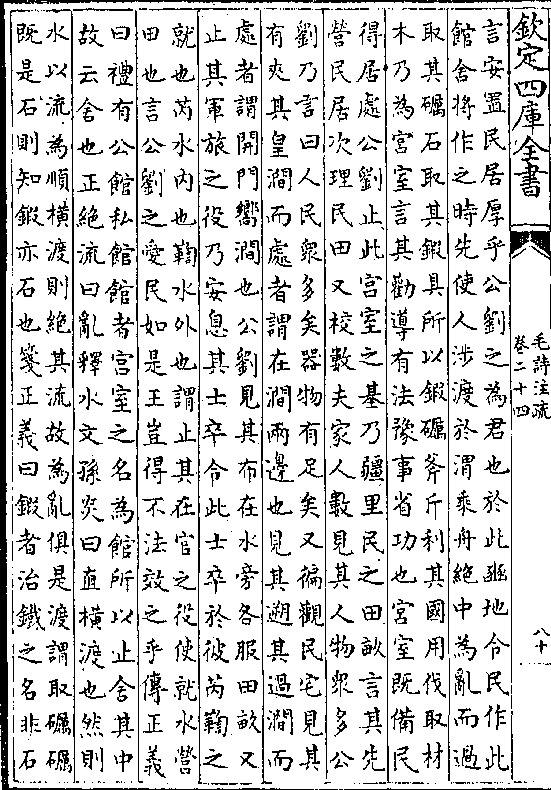 欽定四庫全書
毛詩注疏
卷二十四
八十
言安置民居厚乎公劉之為君也於此豳地令民作此
館舍將作之時先使人涉渡於渭乘舟絶中為亂而過
取其礪石取其鍜具所以鍜礪斧斤利其國用伐取材
木乃為宮室言其勸導有法豫事省功也宮室既備民
得居處公劉止此宮室之基乃疆里民之田畝言其先
營民居次理民田又校數夫家人數見其人物衆多公
劉乃言曰人民衆多矣器物有足矣又徧觀民宅見其
有夾其皇澗而處者謂在澗兩邊也見其遡其過澗而
處者謂開門嚮澗也公劉見其布在水旁各服田畝又
止其軍旅之役乃安息其士卒令此士卒於彼芮鞫之
就也芮水内也鞫水外也謂止其在官之役使就水營
田也言公劉之愛民如是王豈得不法效之乎傳正義
曰禮有公館私館館者宮室之名為館所以止舍其中
故云舍也正絶流曰亂釋水文孫炎曰直横渡也然則
水以流為順横渡則絶其流故為亂俱是渡謂取礪礪
既是石則知鍜亦石也箋正義曰鍜者治鐵之名非石